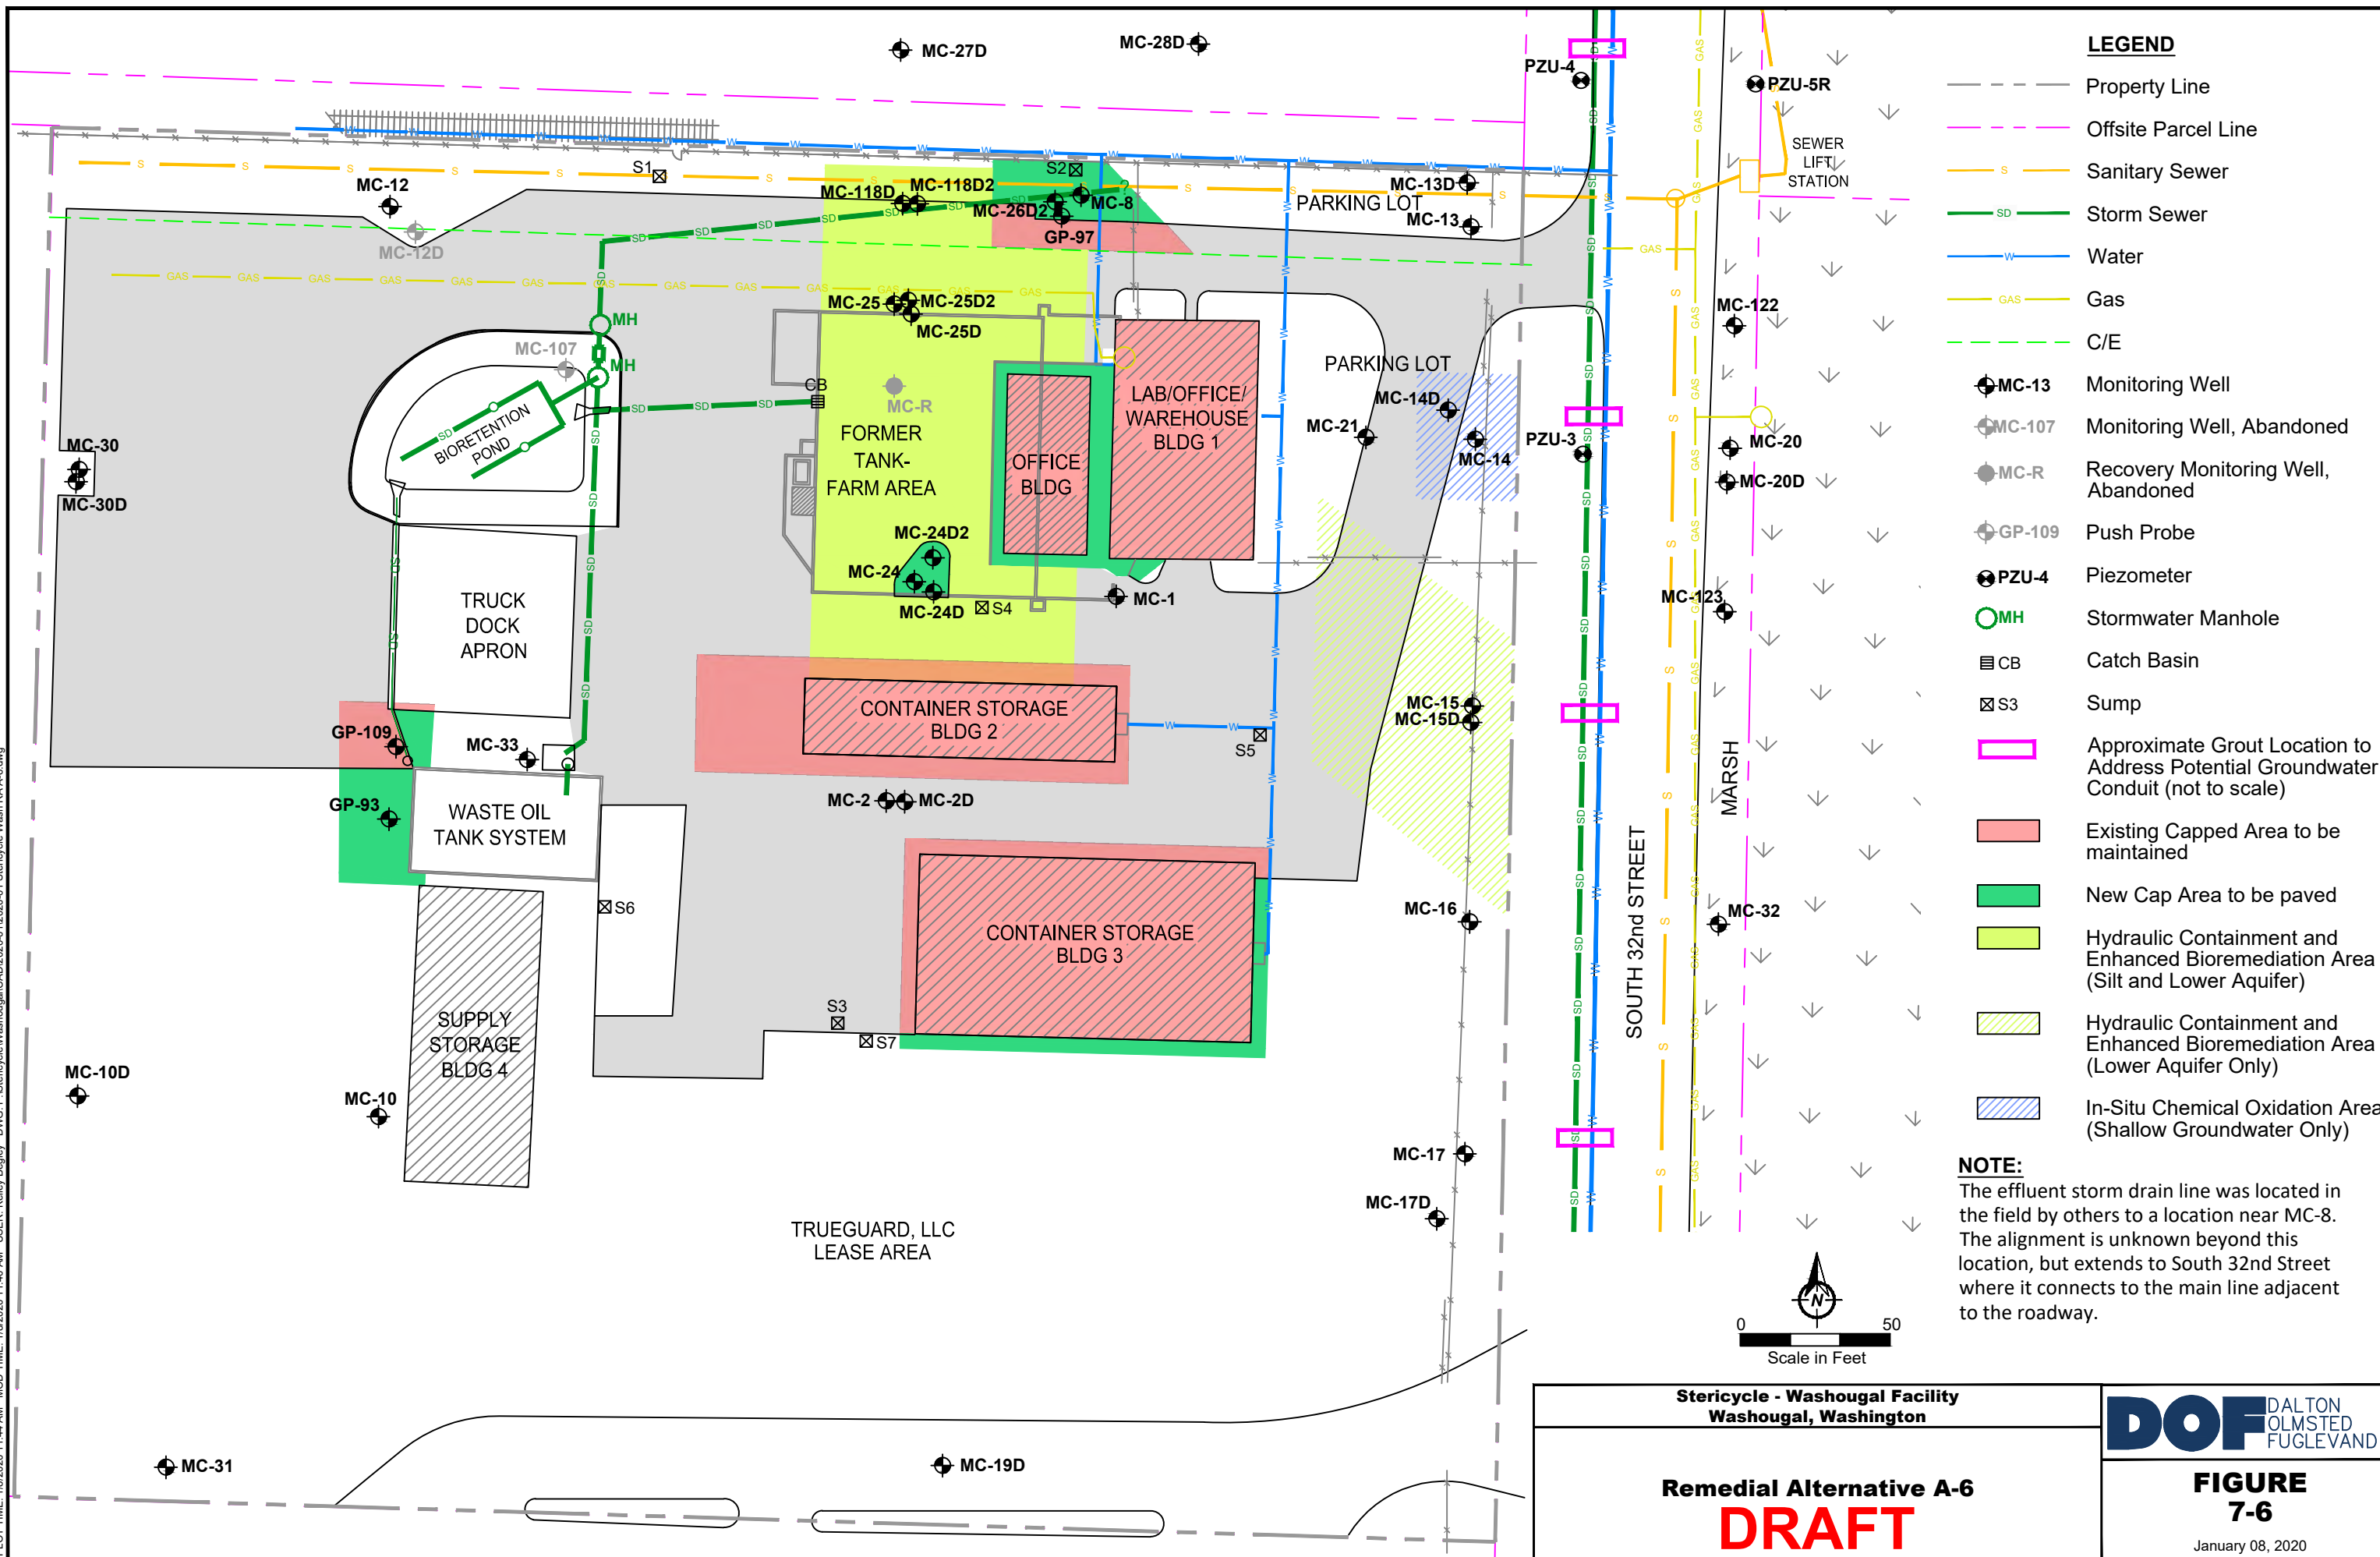 MC-27D
MC-28D
PZU-4
PZU-5R
SEWER
LIFT
STATION
S1
S2
MC-12
MC-12D
MC-118D
MC-118D2
MC-26D2
MC-8
?
GP-97
MC-13D
PARKING LOT
MC-13
MH
MH
MC-107
MC-25
MC-25D2
MC-25D
MC-R
CB
BIORETENTION
POND
FORMER
TANK-
FARM AREA
OFFICE
BLDG
LAB/OFFICE/
WAREHOUSE
BLDG 1
PARKING LOT
MC-14D
MC-21
MC-14
PZU-3
MC-122
MC-20
MC-20D
MC-30
MC-30D
MC-24D2
MC-24
MC-24D
S4
MC-1
MC-123
TRUCK
DOCK
APRON
CONTAINER STORAGE
BLDG 2
S5
MC-15
MC-15D
GP-109
MC-33
GP-93
WASTE OIL
TANK SYSTEM
MC-2
MC-2D
S6
CONTAINER STORAGE
BLDG 3
MC-16
MC-32
MARSH
SOUTH 32nd STREET
SUPPLY
STORAGE
BLDG 4
S3
S7
MC-10D
MC-10
MC-17
MC-17D
TRUEGUARD, LLC
LEASE AREA
MC-31
MC-19D
LEGEND
Property Line
Offsite Parcel Line
S
Sanitary Sewer
SD
Storm Sewer
W
Water
GAS
Gas
C/E
MC-13
Monitoring Well
MC-107
Monitoring Well, Abandoned
MC-R
Recovery Monitoring Well,
Abandoned
GP-109
Push Probe
PZU-4
Piezometer
MH
Stormwater Manhole
CB
Catch Basin
S3
Sump
Approximate Grout Location to
Address Potential Groundwater
Conduit (not to scale)
Existing Capped Area to be
maintained
New Cap Area to be paved
Hydraulic Containment and
Enhanced Bioremediation Area
(Silt and Lower Aquifer)
Hydraulic Containment and
Enhanced Bioremediation Area
(Lower Aquifer Only)
In-Situ Chemical Oxidation Area
(Shallow Groundwater Only)
NOTE:
The effluent storm drain line was located in
the field by others to a location near MC-8.
The alignment is unknown beyond this
location, but extends to South 32nd Street
where it connects to the main line adjacent
to the roadway.
N
0 50
Scale in Feet
Stericycle - Washougal Facility
Washougal, Washington
Remedial Alternative A-6
DRAFT
DOF DALTON
OLMSTED
FUGLEVAND
FIGURE
7-6
January 08, 2020